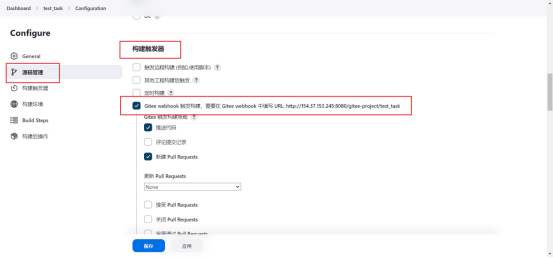 Dashboard > test_task > Configuration
Configure
General
源码管理
构建触发器
构建环境
Build Steps
构建后操作
Git ?
构建触发器
触发远程构建 (例如,使用脚本) ?
其他工程构建后触发 ?
定时构建 ?
Gitee webhook 触发构建，需要在 Gitee webhook 中填写 URL: http://154.37.153.245:8080/gitee-project/test_task
Gitee 触发构建策略 ?
推送代码
评论提交记录
新建 Pull Requests
更新 Pull Requests
None
接受 Pull Requests
关闭 Pull Requests
Pull Requests
保存
应用